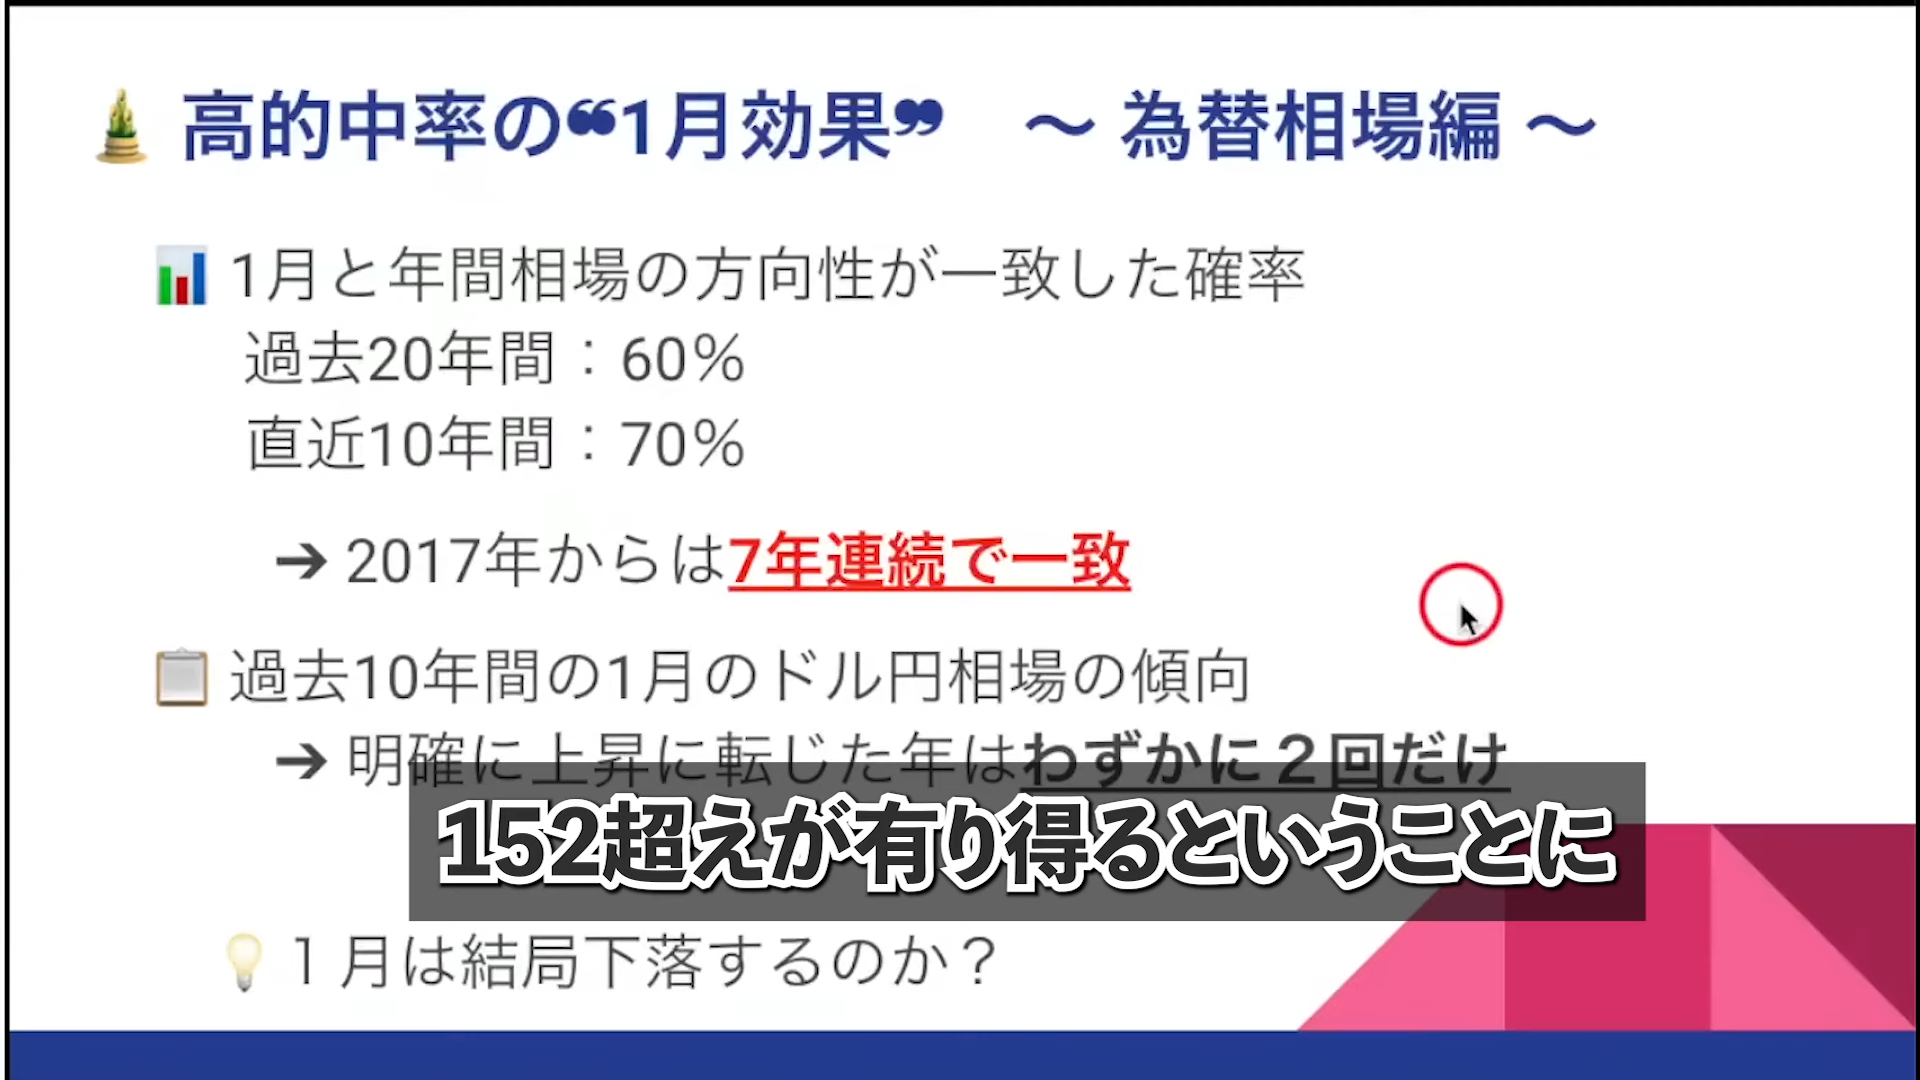 高的中率の❝1月効果❞ ～ 為替相場編 ～
1月と年間相場の方向性が一致した確率
過去20年間：60％
直近10年間：70％
➔ 2017年からは7年連続で一致
過去10年間の1月のドル円相場の傾向
➔ 明確に上昇に転じた年はわずかに２回だけ
152超えが有り得るということに
１月は結局下落するのか？